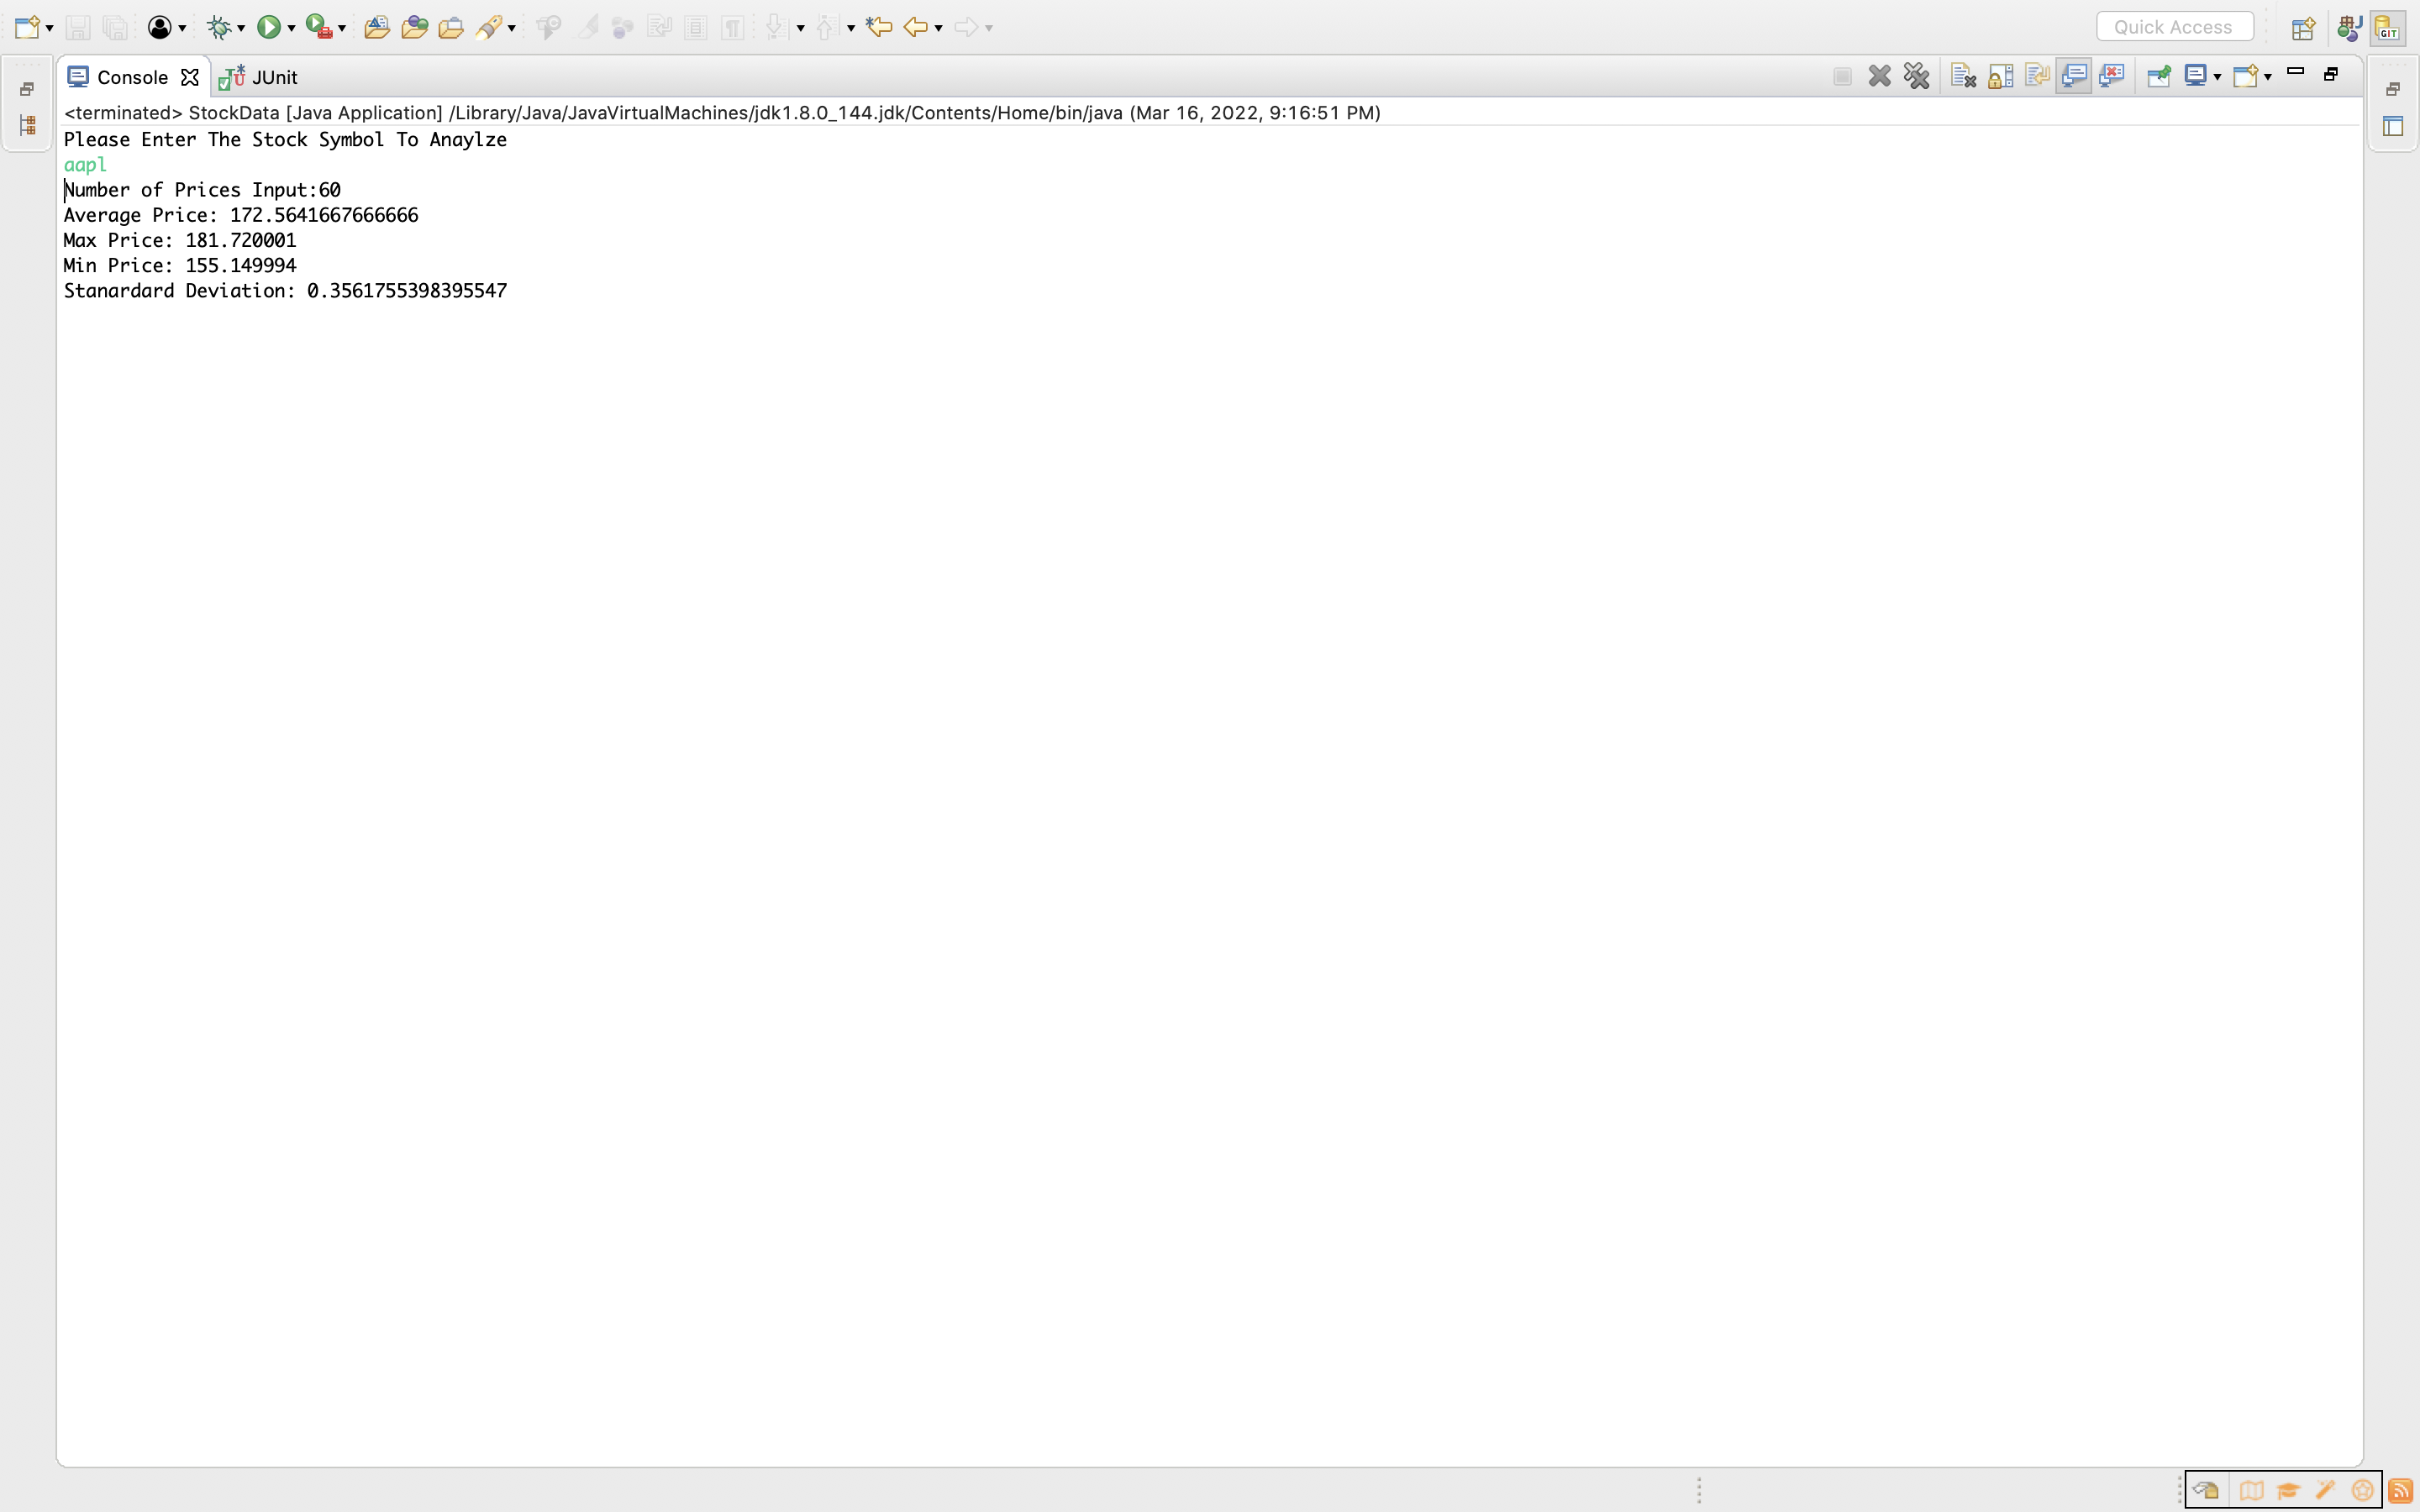 Quick Access
GIT
Console JUnit
<terminated> StockData [Java Application] /Library/Java/JavaVirtualMachines/jdk1.8.0_144.jdk/Contents/Home/bin/java (Mar 16, 2022, 9:16:51 PM)
Please Enter The Stock Symbol To Anaylze
aapl
Number of Prices Input:60
Average Price: 172.5641667666666
Max Price: 181.720001
Min Price: 155.149994
Stanardard Deviation: 0.3561755398395547